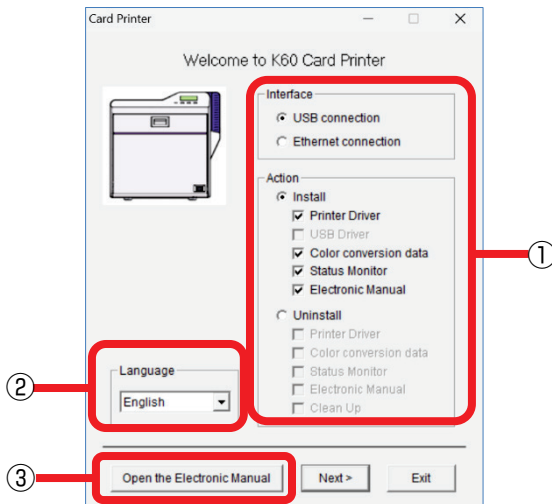 Card Printer
Welcome to K60 Card Printer
Interface
USB connection
Ethernet connection
Action
Install
Printer Driver
USB Driver
Color conversion data
Status Monitor
Electronic Manual
Uninstall
Printer Driver
Color conversion data
Status Monitor
Electronic Manual
Clean Up
①
Language
English
②
Open the Electronic Manual
Next >
Exit
③